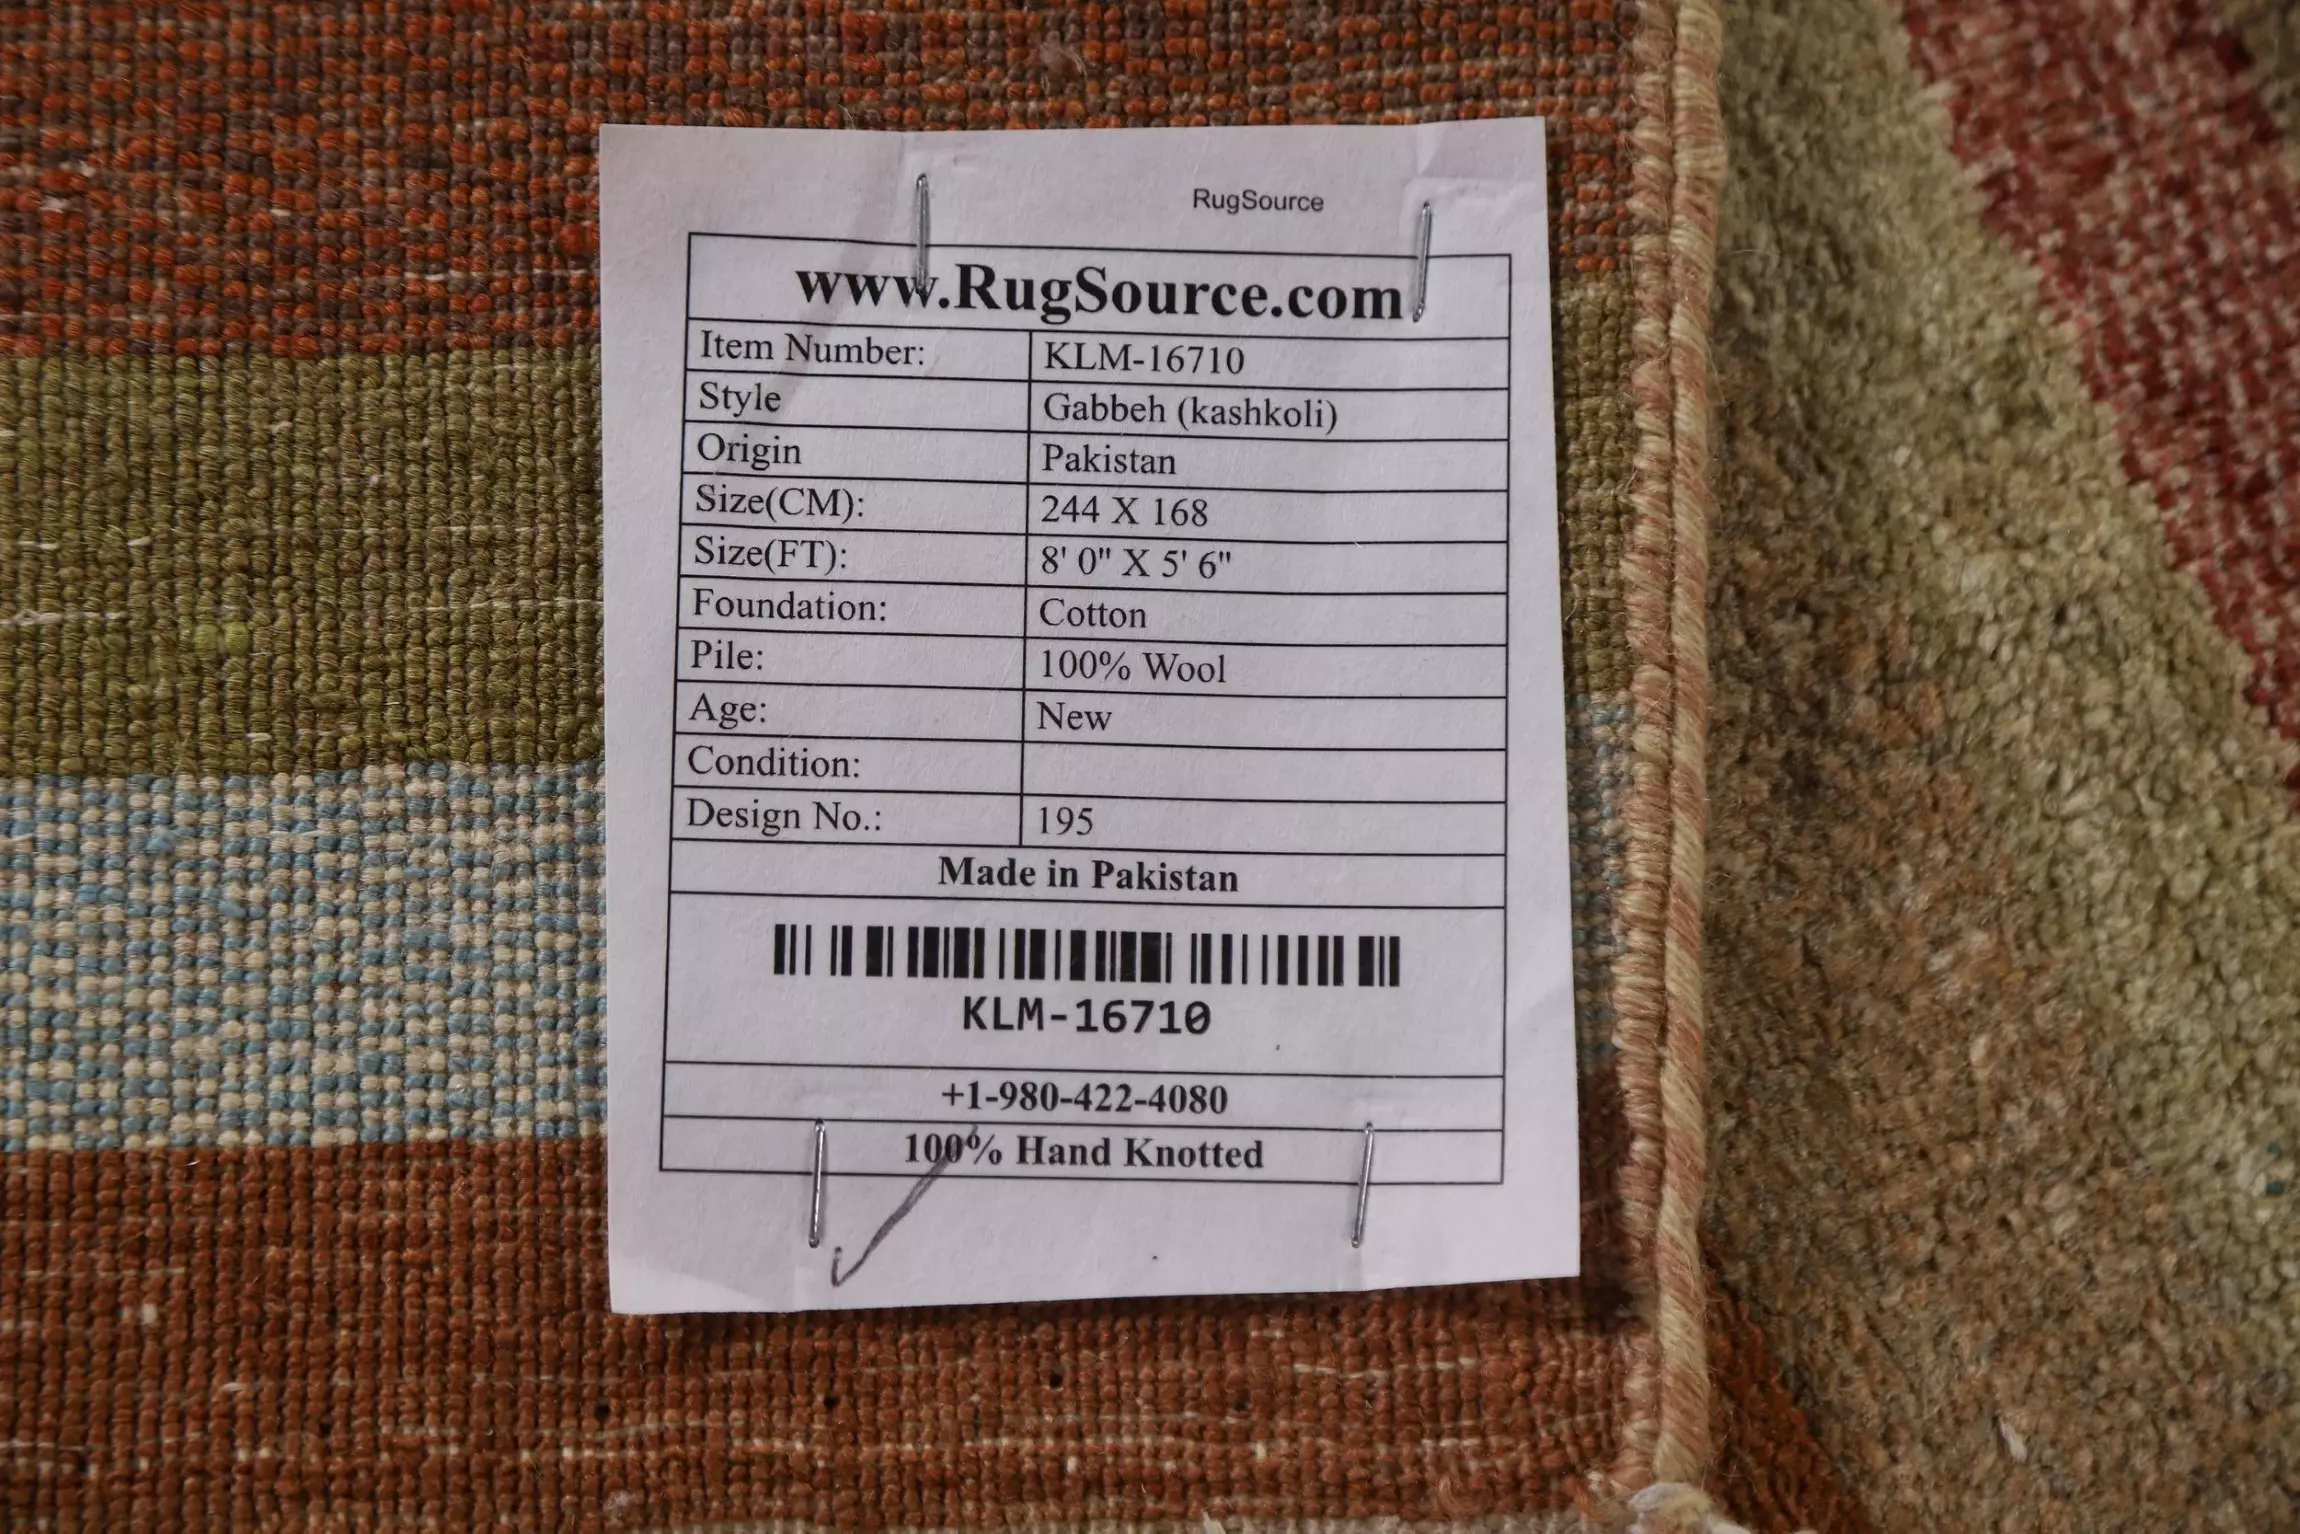 RugSource
www.RugSource.com
Item Number: KLM-16710
Style Gabbeh (kashkoli)
Origin Pakistan
Size(CM): 244 X 168
Size(FT): 8' 0" X 5' 6"
Foundation: Cotton
Pile: 100% Wool
Age: New
Condition:
Design No.: 195
Made in Pakistan
KLM-16710
+1-980-422-4080
100% Hand Knotted